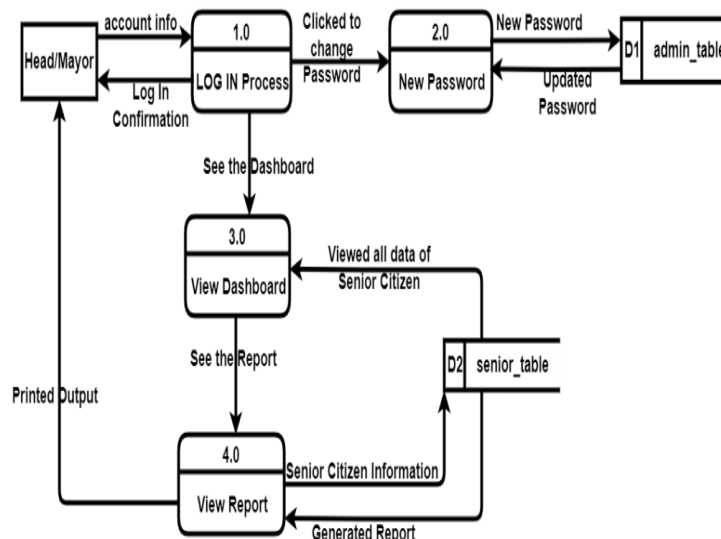 account info
Head/Mayor
Log In
Confirmation
1.0
LOG IN Process
Clicked to
change
Password
2.0
New Password
New Password
Updated
Password
D1
admin_table
See the Dashboard
3.0
View Dashboard
Viewed all data of
Senior Citizen
See the Report
D2
senior_table
Printed Output
4.0
View Report
Senior Citizen Information
Generated Report